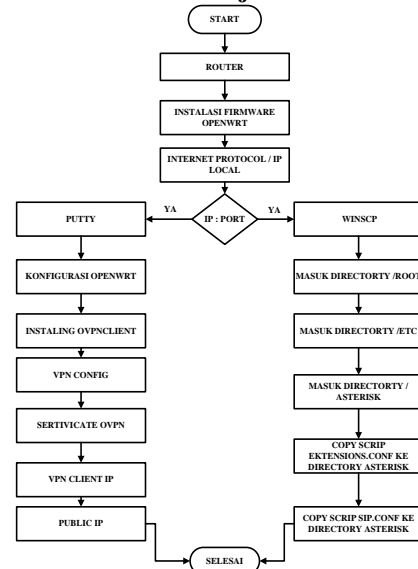 START
ROUTER
INSTALASI FIRMWARE
OPENWRT
INTERNET PROTOCOL / IP
LOCAL
IP : PORT
YA
YA
PUTTY
KONFIGURASI OPENWRT
INSTALING OVPNCLIENT
VPN CONFIG
SERTIVICATE OVPN
VPN CLIENT IP
PUBLIC IP
WINSCP
MASUK DIRECTORTY /ROOT
MASUK DIRECTORTY /ETC
MASUK DIRECTORTY /
ASTERISK
COPY SCRIP
EKTENSIONS.CONF KE
DIRECTORY ASTERISK
COPY SCRIP SIP.CONF KE
DIRECTORY ASTERISK
SELESAI